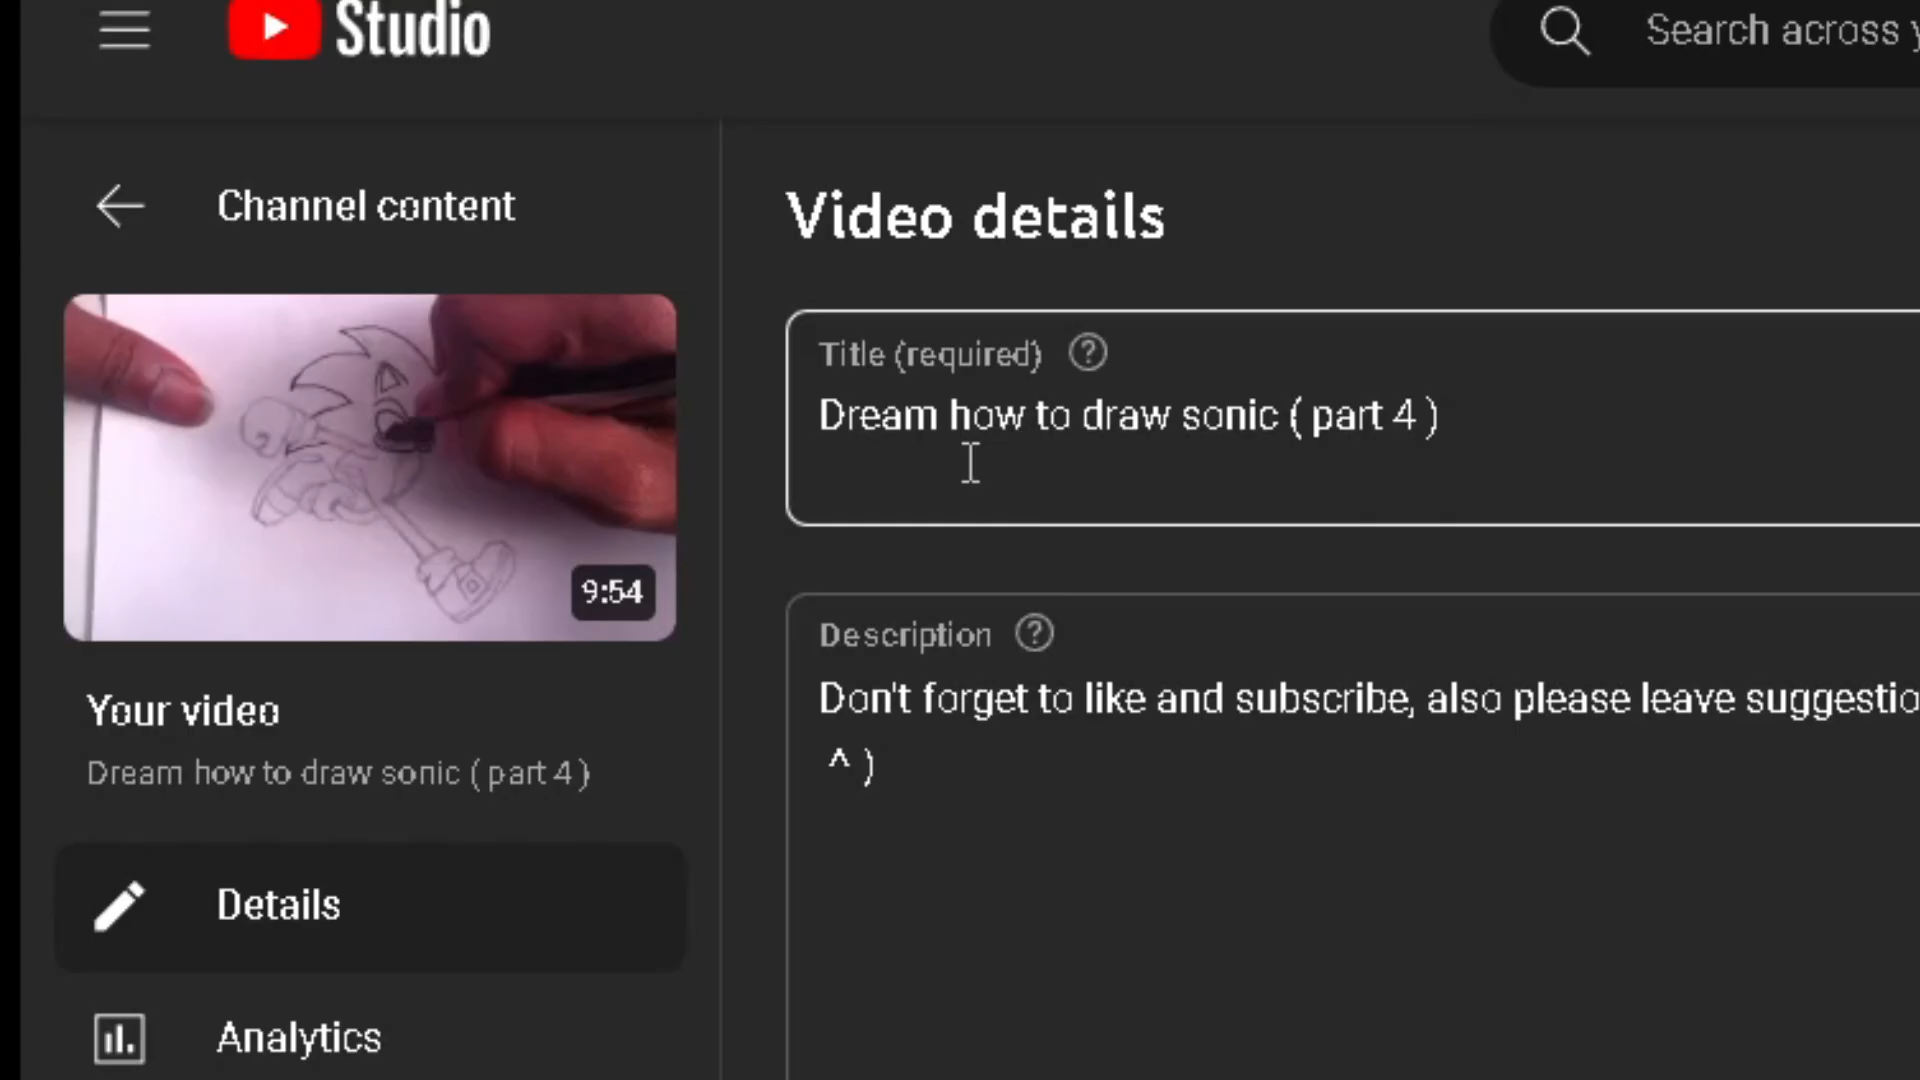 Studio
Search across
Channel content
9:54
Your video
Dream how to draw sonic ( part 4 )
Details
Analytics
Video details
Title (required)
Dream how to draw sonic ( part 4 )
Description
Don't forget to like and subscribe, also please leave suggestio
^ )